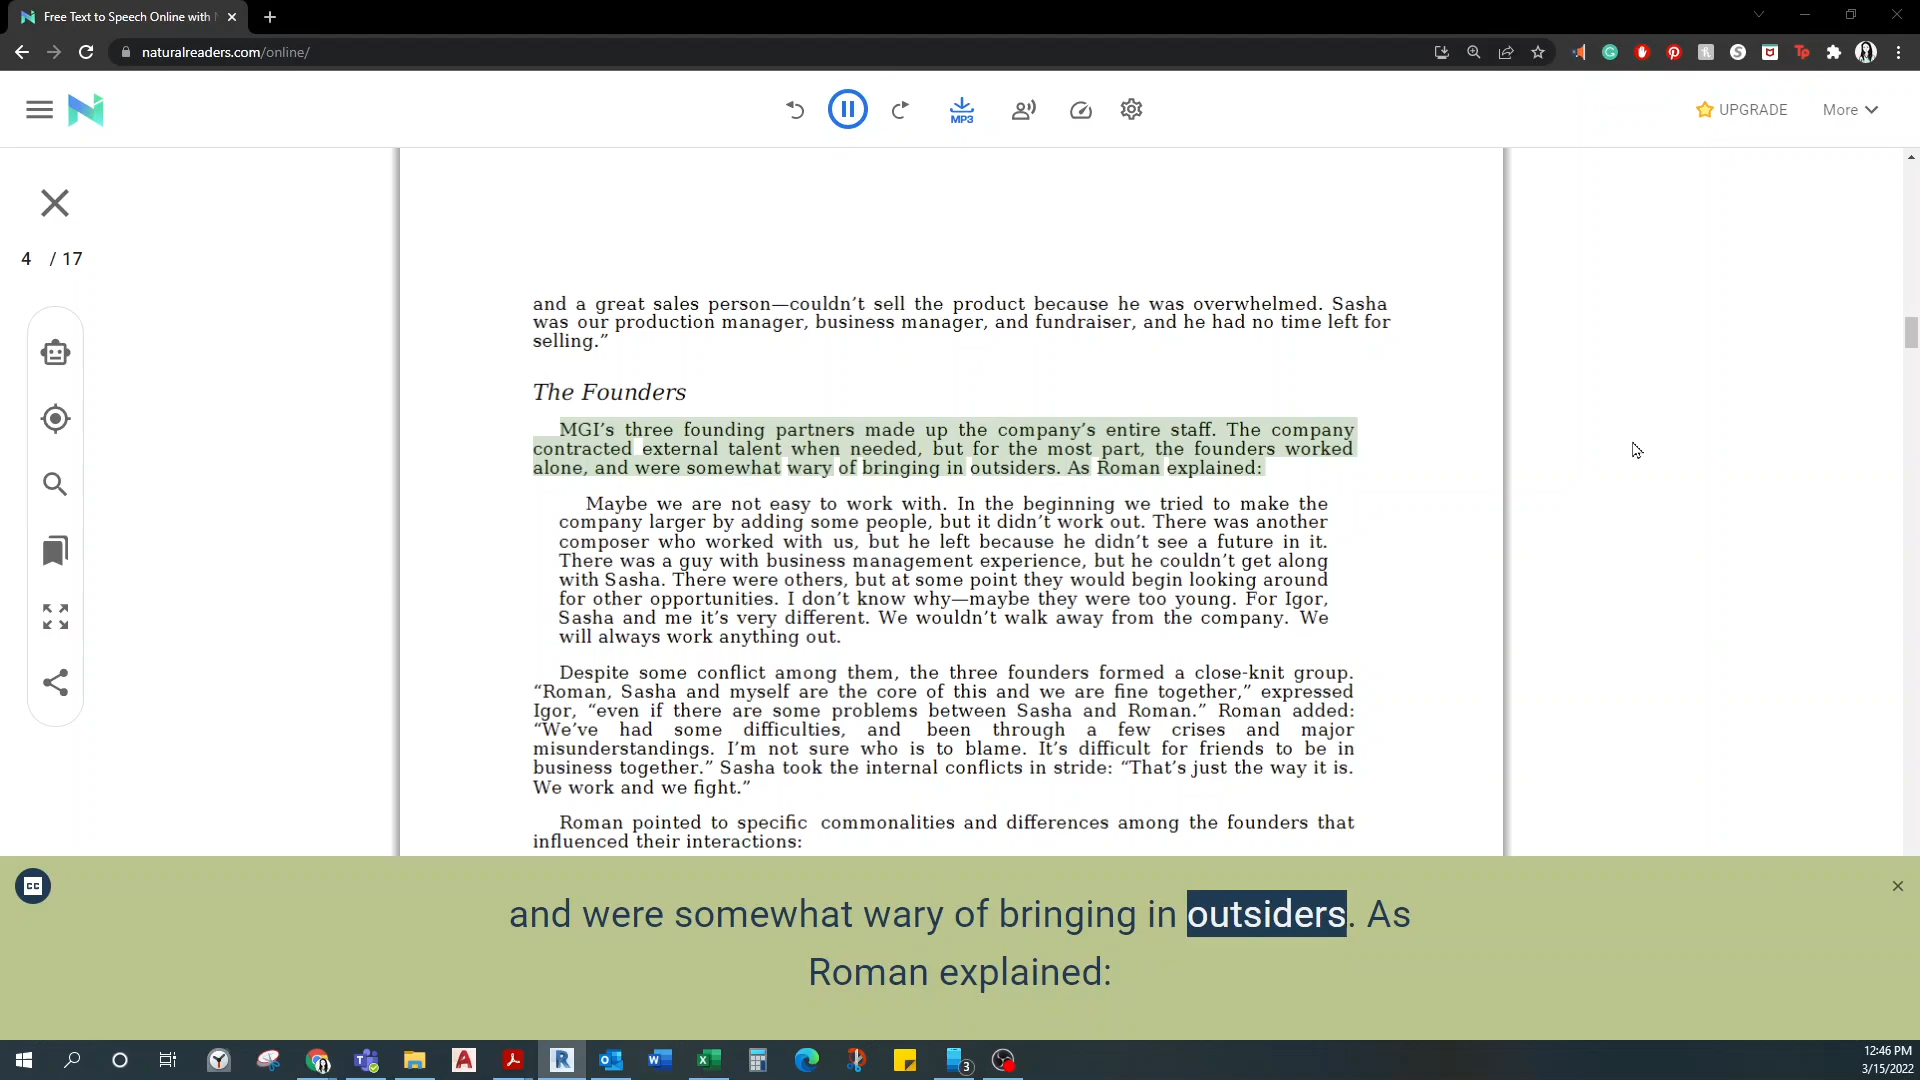 Free Text to Speech Online with
naturalreaders.com/online/
MP3
UPGRADE
More
4 / 17
and a great sales person—couldn’t sell the product because he was overwhelmed. Sasha
was our production manager, business manager, and fundraiser, and he had no time left for
selling.”
The Founders
MGI’s three founding partners made up the company’s entire staff. The company
contracted external talent when needed, but for the most part, the founders worked
alone, and were somewhat wary of bringing in outsiders. As Roman explained:
Maybe we are not easy to work with. In the beginning we tried to make the
company larger by adding some people, but it didn’t work out. There was another
composer who worked with us, but he left because he didn’t see a future in it.
There was a guy with business management experience, but he couldn’t get along
with Sasha. There were others, but at some point they would begin looking around
for other opportunities. I don’t know why—maybe they were too young. For Igor,
Sasha and me it’s very different. We wouldn’t walk away from the company. We
will always work anything out.
Despite some conflict among them, the three founders formed a close-knit group.
“Roman, Sasha and myself are the core of this and we are fine together,” expressed
Igor, “even if there are some problems between Sasha and Roman.” Roman added:
“We’ve had some difficulties, and been through a few crises and major
misunderstandings. I’m not sure who is to blame. It’s difficult for friends to be in
business together.” Sasha took the internal conflicts in stride: “That’s just the way it is.
We work and we fight.”
Roman pointed to specific commonalities and differences among the founders that
influenced their interactions:
CC
and were somewhat wary of bringing in outsiders. As
Roman explained:
3
12:46 PM
3/15/2022